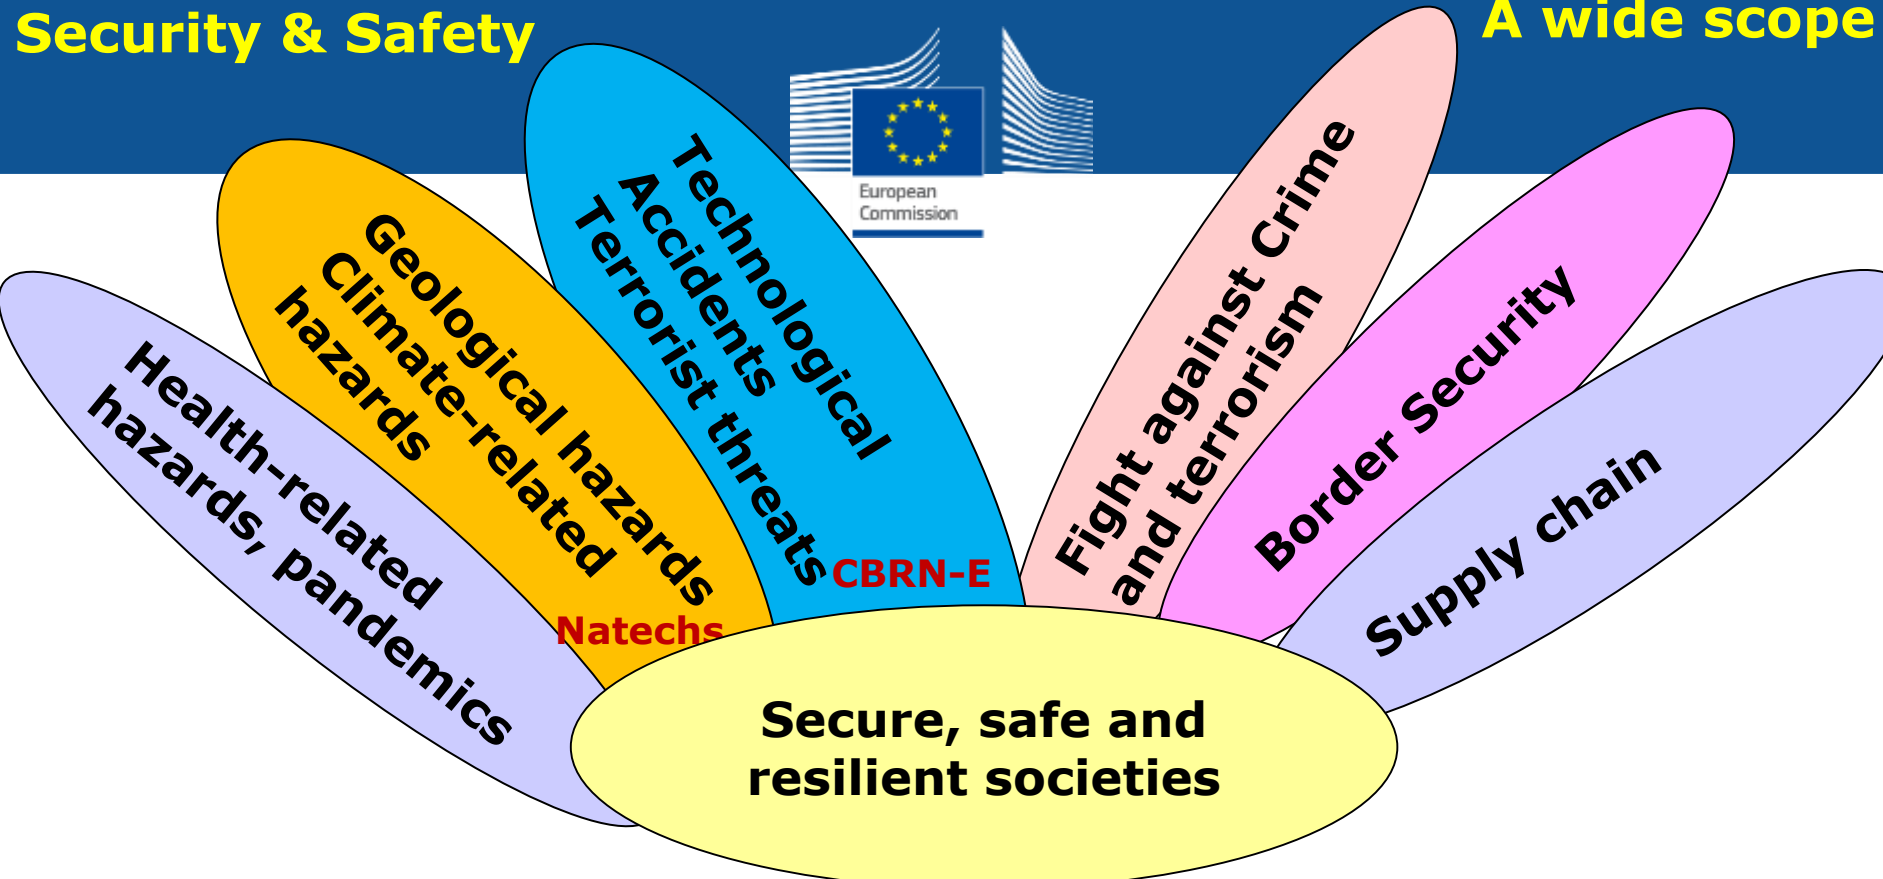 Security & Safety
A wide scope
European
Commission
Health-related
hazards, pandemics
Geological hazards
Climate-related
hazards
Natechs
Technological
Accidents
Terrorist threats
CBRN-E
Fight against Crime
and terrorism
Border Security
Supply chain
Secure, safe and
resilient societies